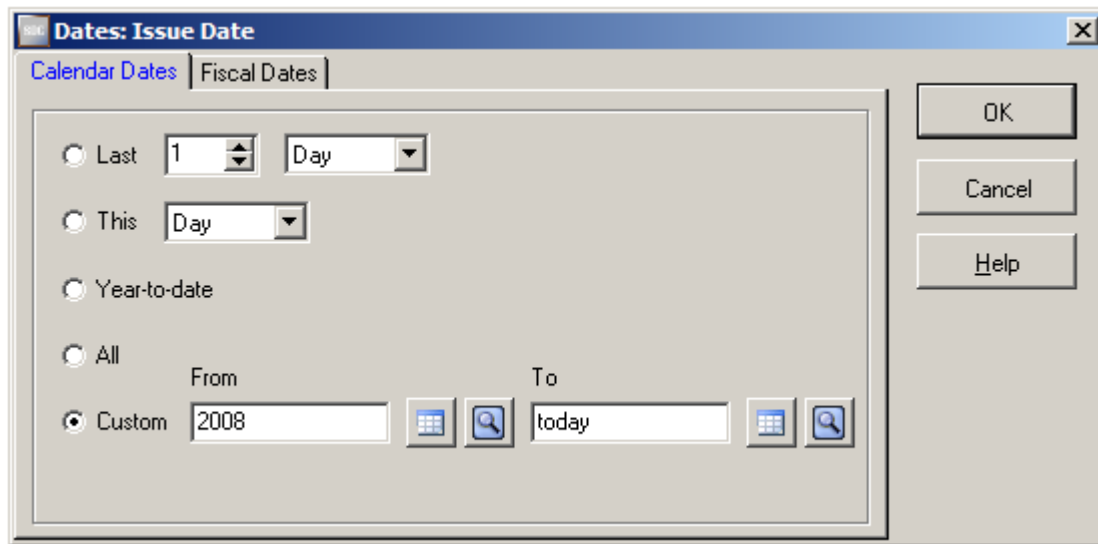 SDC Dates: Issue Date
Calendar Dates Fiscal Dates
OK
Last 1 Day
Cancel
This Day
Help
Year-to-date
All
From To
Custom 2008 today